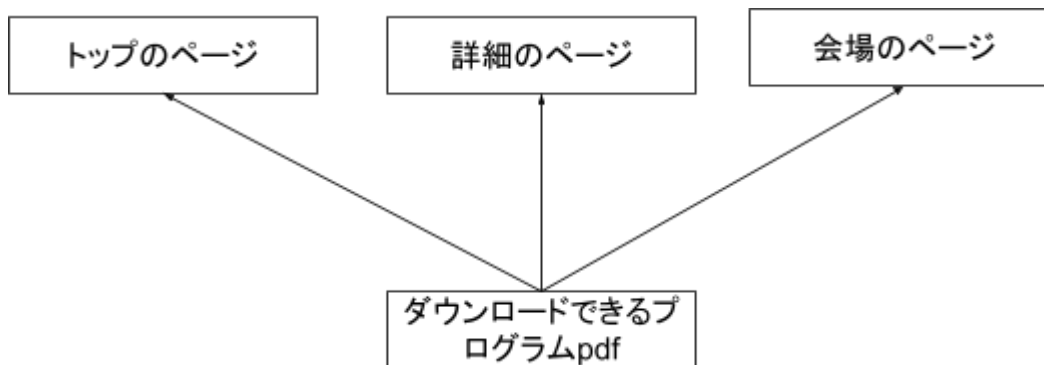 トップのページ
詳細のページ
会場のページ
ダウンロードできるプ
ログラムpdf